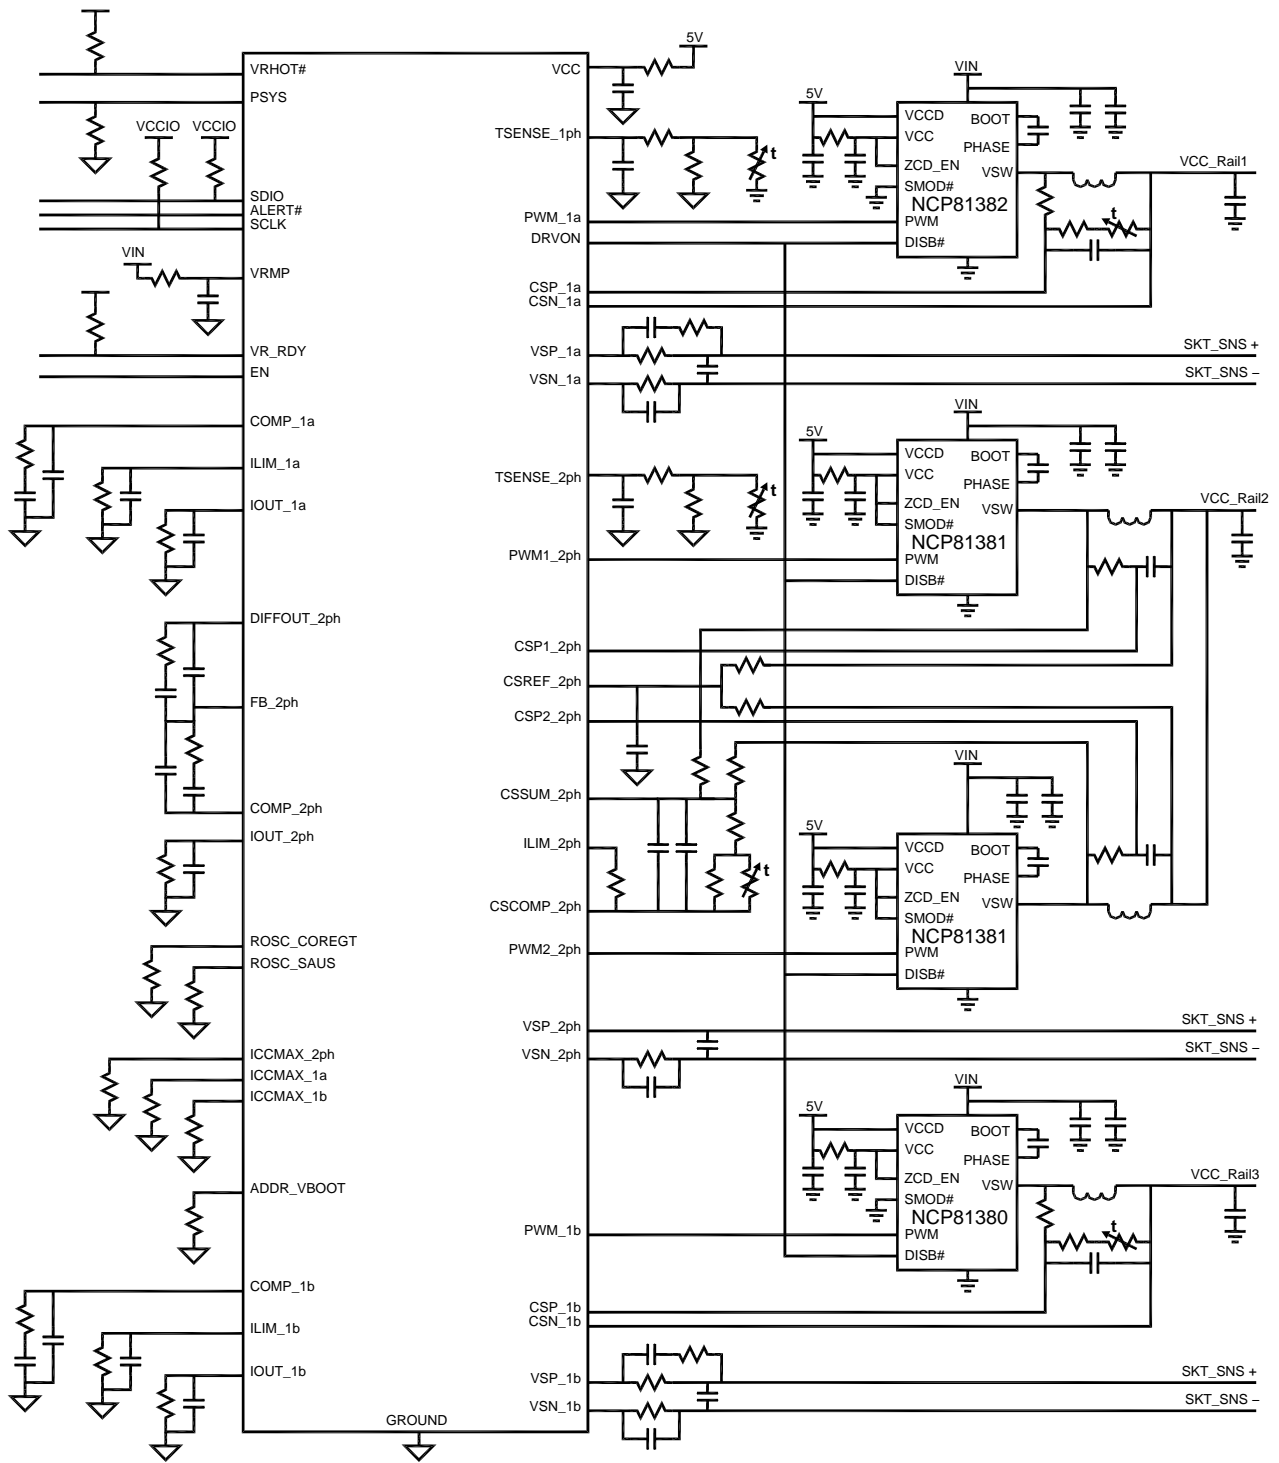 VRHOT#
PSYS
VCCIO
VCCIO
SDIO
ALERT#
SCLK
VIN
VRMP
VR_RDY
EN
COMP_1a
ILIM_1a
IOUT_1a
DIFFOUT_2ph
FB_2ph
COMP_2ph
IOUT_2ph
ROSC_COREGT
ROSC_SAUS
ICCMAX_2ph
ICCMAX_1a
ICCMAX_1b
ADDR_VBOOT
COMP_1b
ILIM_1b
IOUT_1b
GROUND
VCC
5V
TSENSE_1ph
t
PWM_1a
DRVON
CSP_1a
CSN_1a
VSP_1a
VSN_1a
TSENSE_2ph
t
PWM1_2ph
CSP1_2ph
CSREF_2ph
CSP2_2ph
CSSUM_2ph
ILIM_2ph
t
CSCOMP_2ph
PWM2_2ph
VSP_2ph
VSN_2ph
PWM_1b
CSP_1b
CSN_1b
VSP_1b
VSN_1b
VIN
5V
VCCD
BOOT
VCC
PHASE
ZCD_EN
VSW
SMOD#
NCP81382
PWM
DISB#
VCC_Rail1
t
SKT_SNS +
SKT_SNS –
VIN
5V
VCCD
BOOT
VCC
PHASE
ZCD_EN
VSW
SMOD#
NCP81381
PWM
DISB#
VCC_Rail2
VIN
5V
VCCD
BOOT
VCC
PHASE
ZCD_EN
VSW
SMOD#
NCP81381
PWM
DISB#
SKT_SNS +
SKT_SNS –
VIN
5V
VCCD
BOOT
VCC
PHASE
ZCD_EN
VSW
SMOD#
NCP81380
PWM
DISB#
VCC_Rail3
t
SKT_SNS +
SKT_SNS –